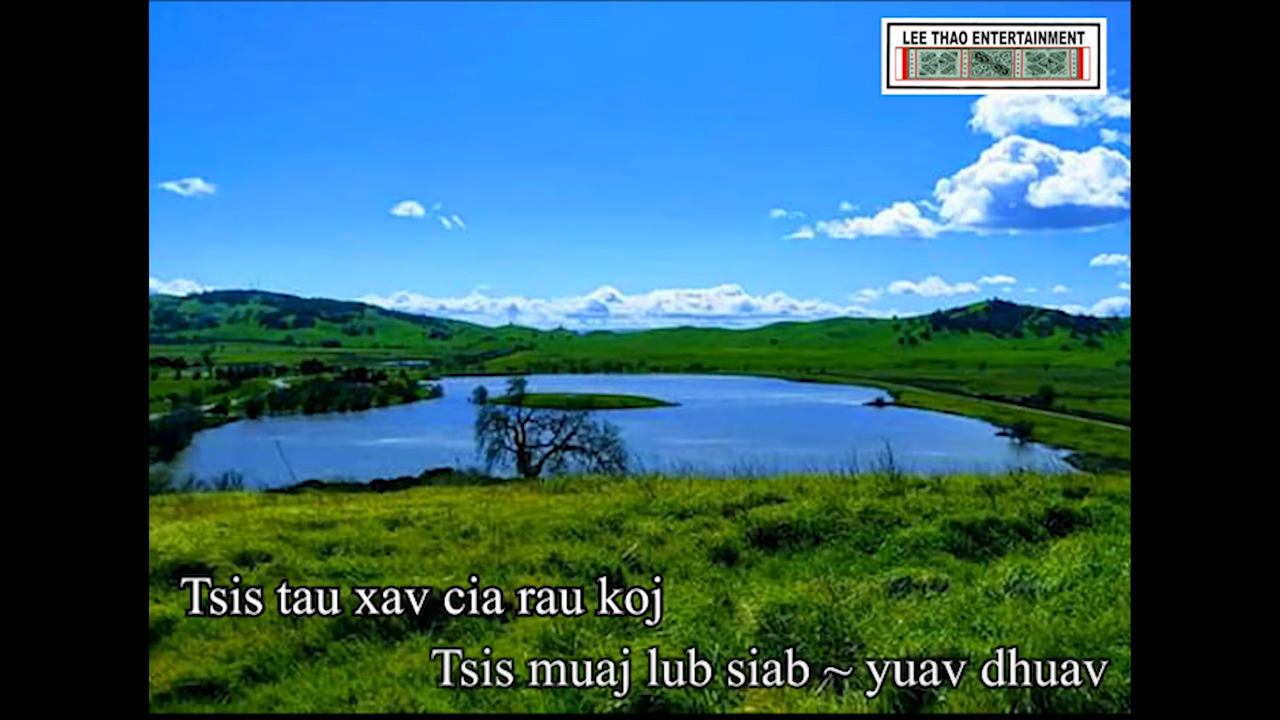 LEE THAO ENTERTAINMENT
Tsis tau xav cia rau koj
Tsis muaj lub siab ~ yuav dhuav